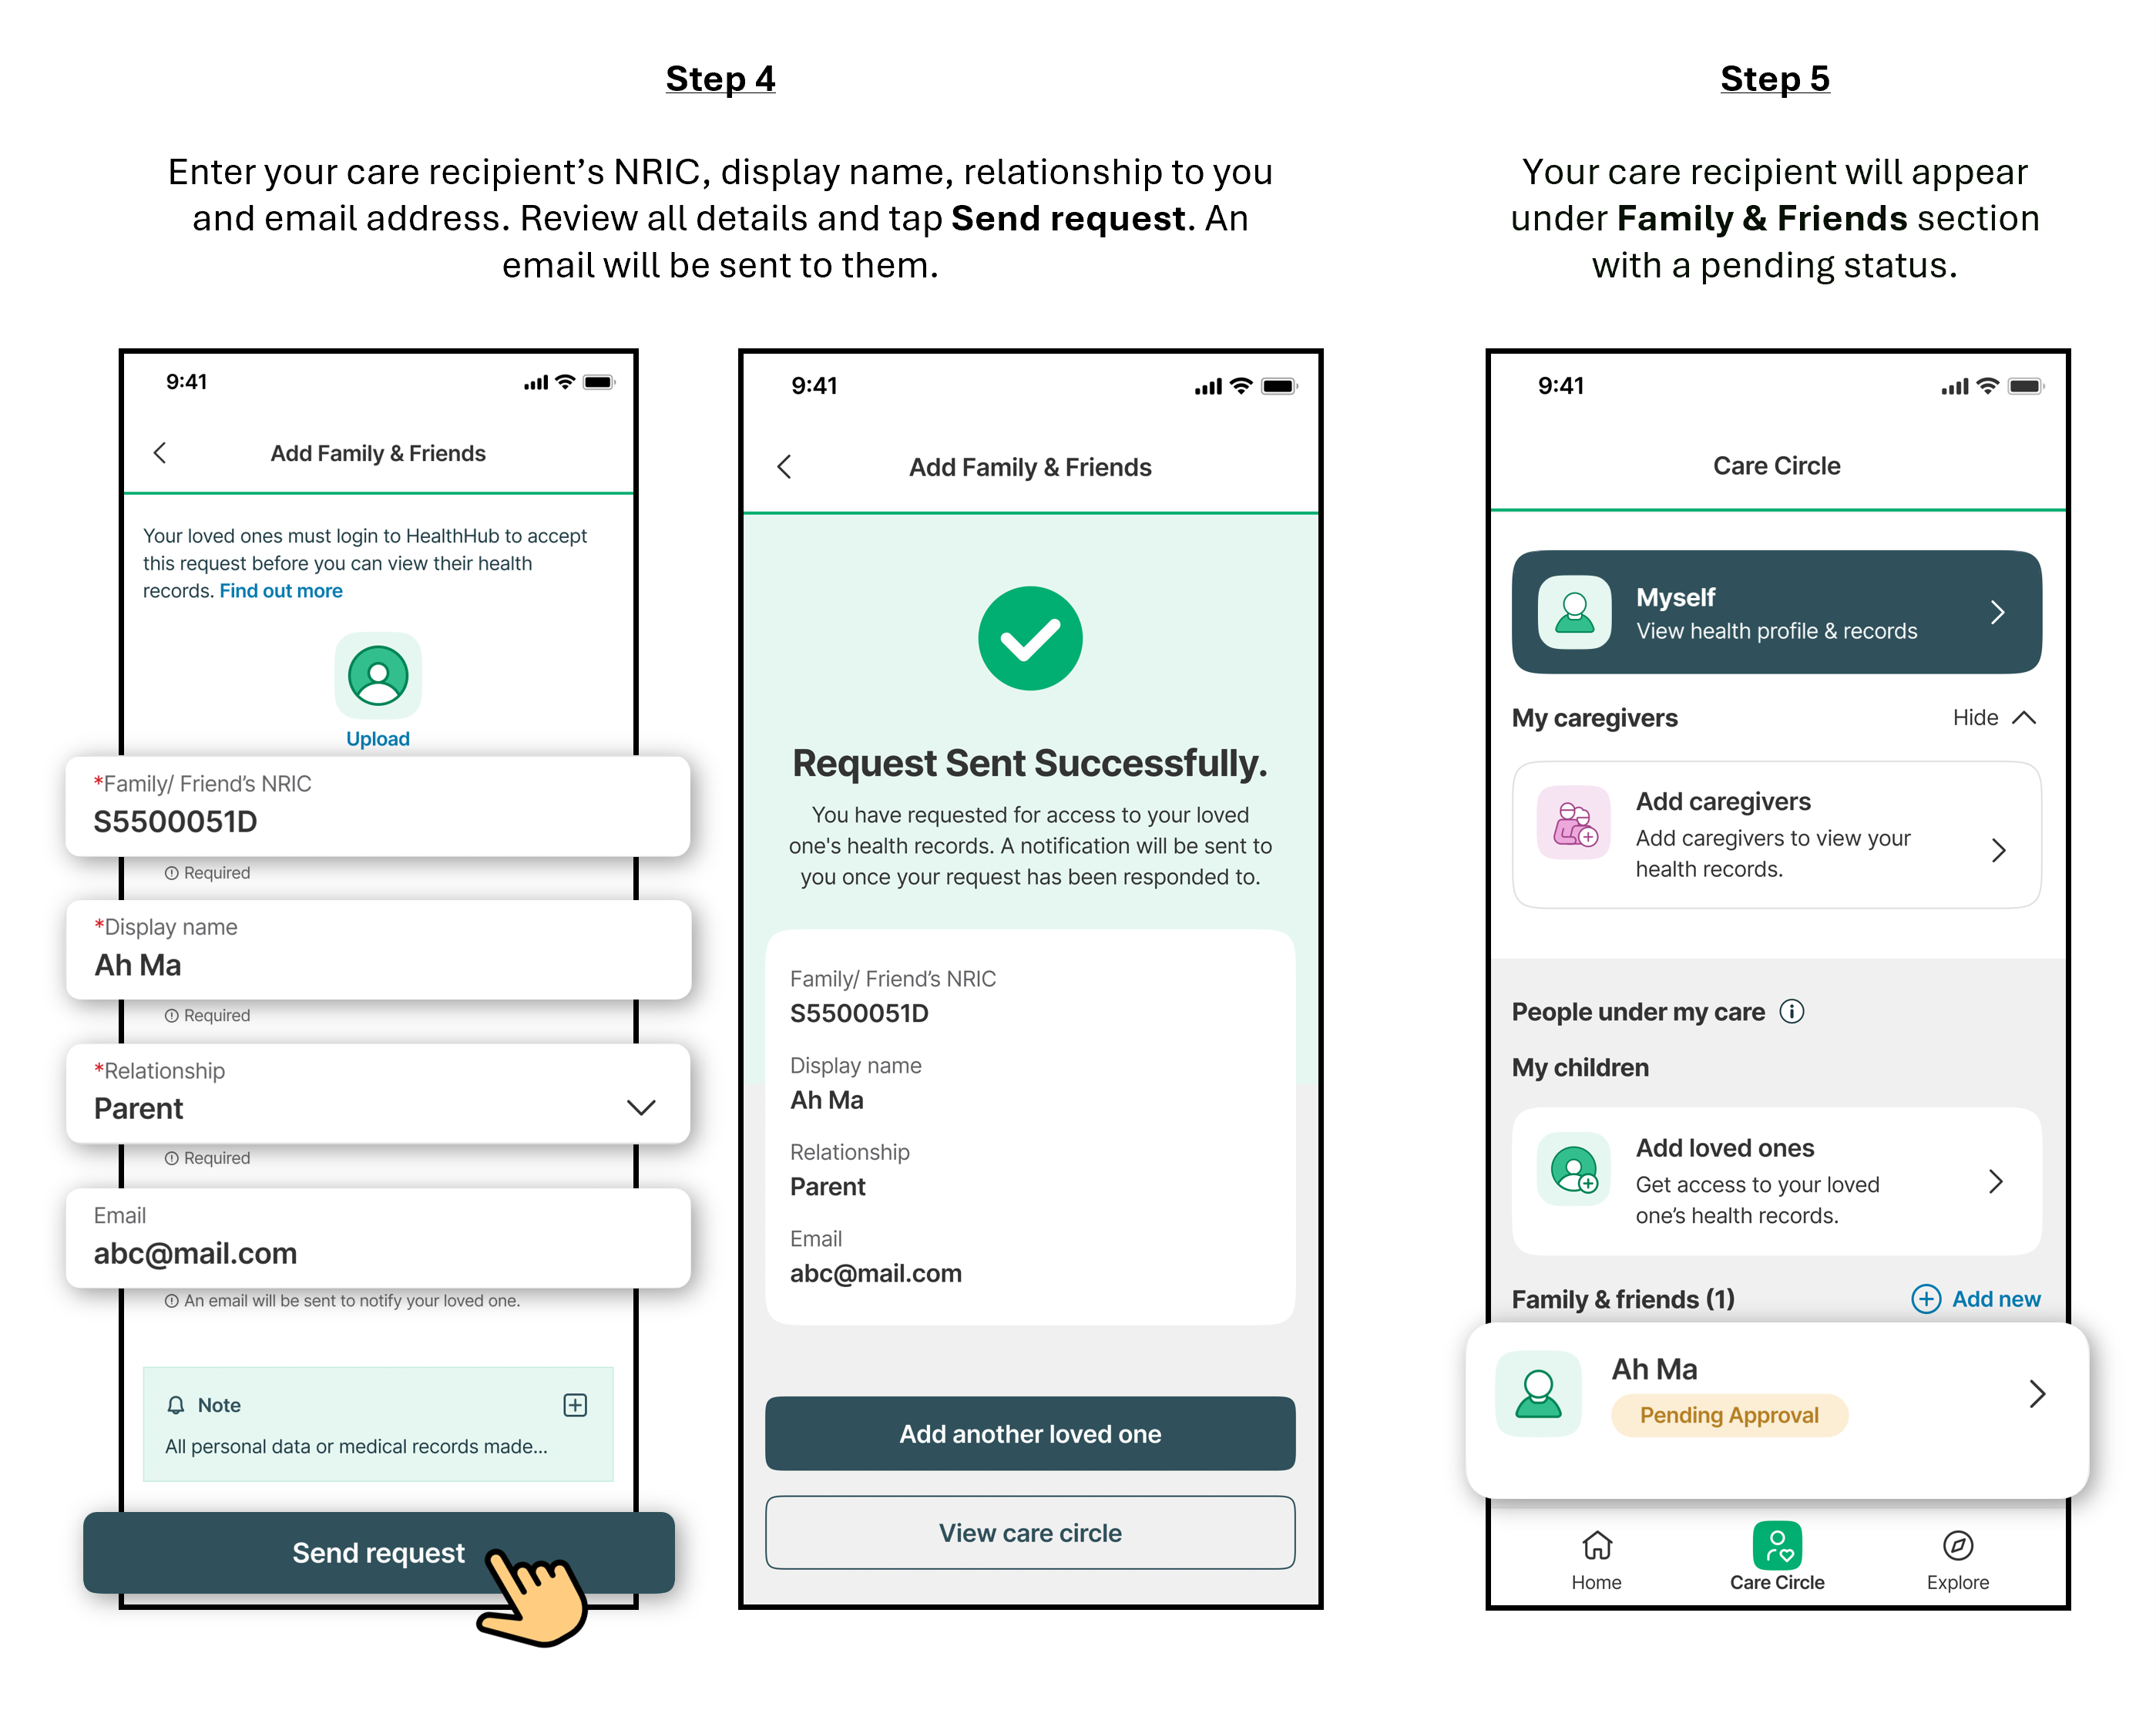 Step 4
Enter your care recipient’s NRIC, display name, relationship to you
and email address. Review all details and tap Send request. An
email will be sent to them.
9:41
Add Family & Friends
Your loved ones must login to HealthHub to accept
this request before you can view their health
records. Find out more
Upload
*Family/ Friend’s NRIC
S5500051D
Required
*Display name
Ah Ma
Required
*Relationship
Parent
Required
Email
abc@mail.com
An email will be sent to notify your loved one.
Note
All personal data or medical records made...
Send request
9:41
Add Family & Friends
Request Sent Successfully.
You have requested for access to your loved
one's health records. A notification will be sent to
you once your request has been responded to.
Family/ Friend’s NRIC
S5500051D
Display name
Ah Ma
Relationship
Parent
Email
abc@mail.com
Add another loved one
View care circle
Step 5
Your care recipient will appear
under Family & Friends section
with a pending status.
9:41
Care Circle
Myself
View health profile & records
My caregivers
Hide
Add caregivers
Add caregivers to view your
health records.
People under my care
My children
Add loved ones
Get access to your loved
one’s health records.
Family & friends (1)
Add new
Ah Ma
Pending Approval
Home
Care Circle
Explore